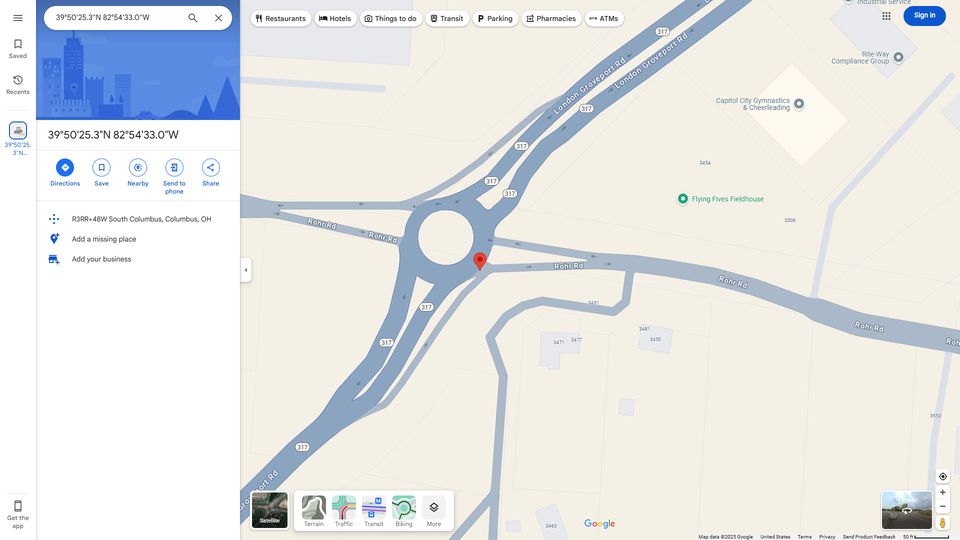 39°50'25.3"N 82°54'33.0"W
Restaurants
Hotels
Things to do
Transit
Parking
Pharmacies
ATMs
Sign in
Saved
Recents
39°50'25.
3"N...
Get the
app
39°50'25.3"N 82°54'33.0"W
Directions
Save
Nearby
Send to
phone
Share
R3RR+48W South Columbus, Columbus, OH
Add a missing place
Add your business
Industrial Service
Rite-Way
Compliance Group
Capitol City Gymnastics
& Cheerleading
Flying Fives Fieldhouse
London Groveport Rd
London Groveport Rd
317
317
317
317
317
317
317
317
Rohr Rd
Rohr Rd
Rohr Rd
Rohr Rd
Rohr Rd
3454
3506
3431
3481
3450
3471
3477
3553
3463
Satellite
Terrain
Traffic
Transit
Biking
More
Google
Map data ©2025 Google
United States
Terms
Privacy
Send Product Feedback
50 ft